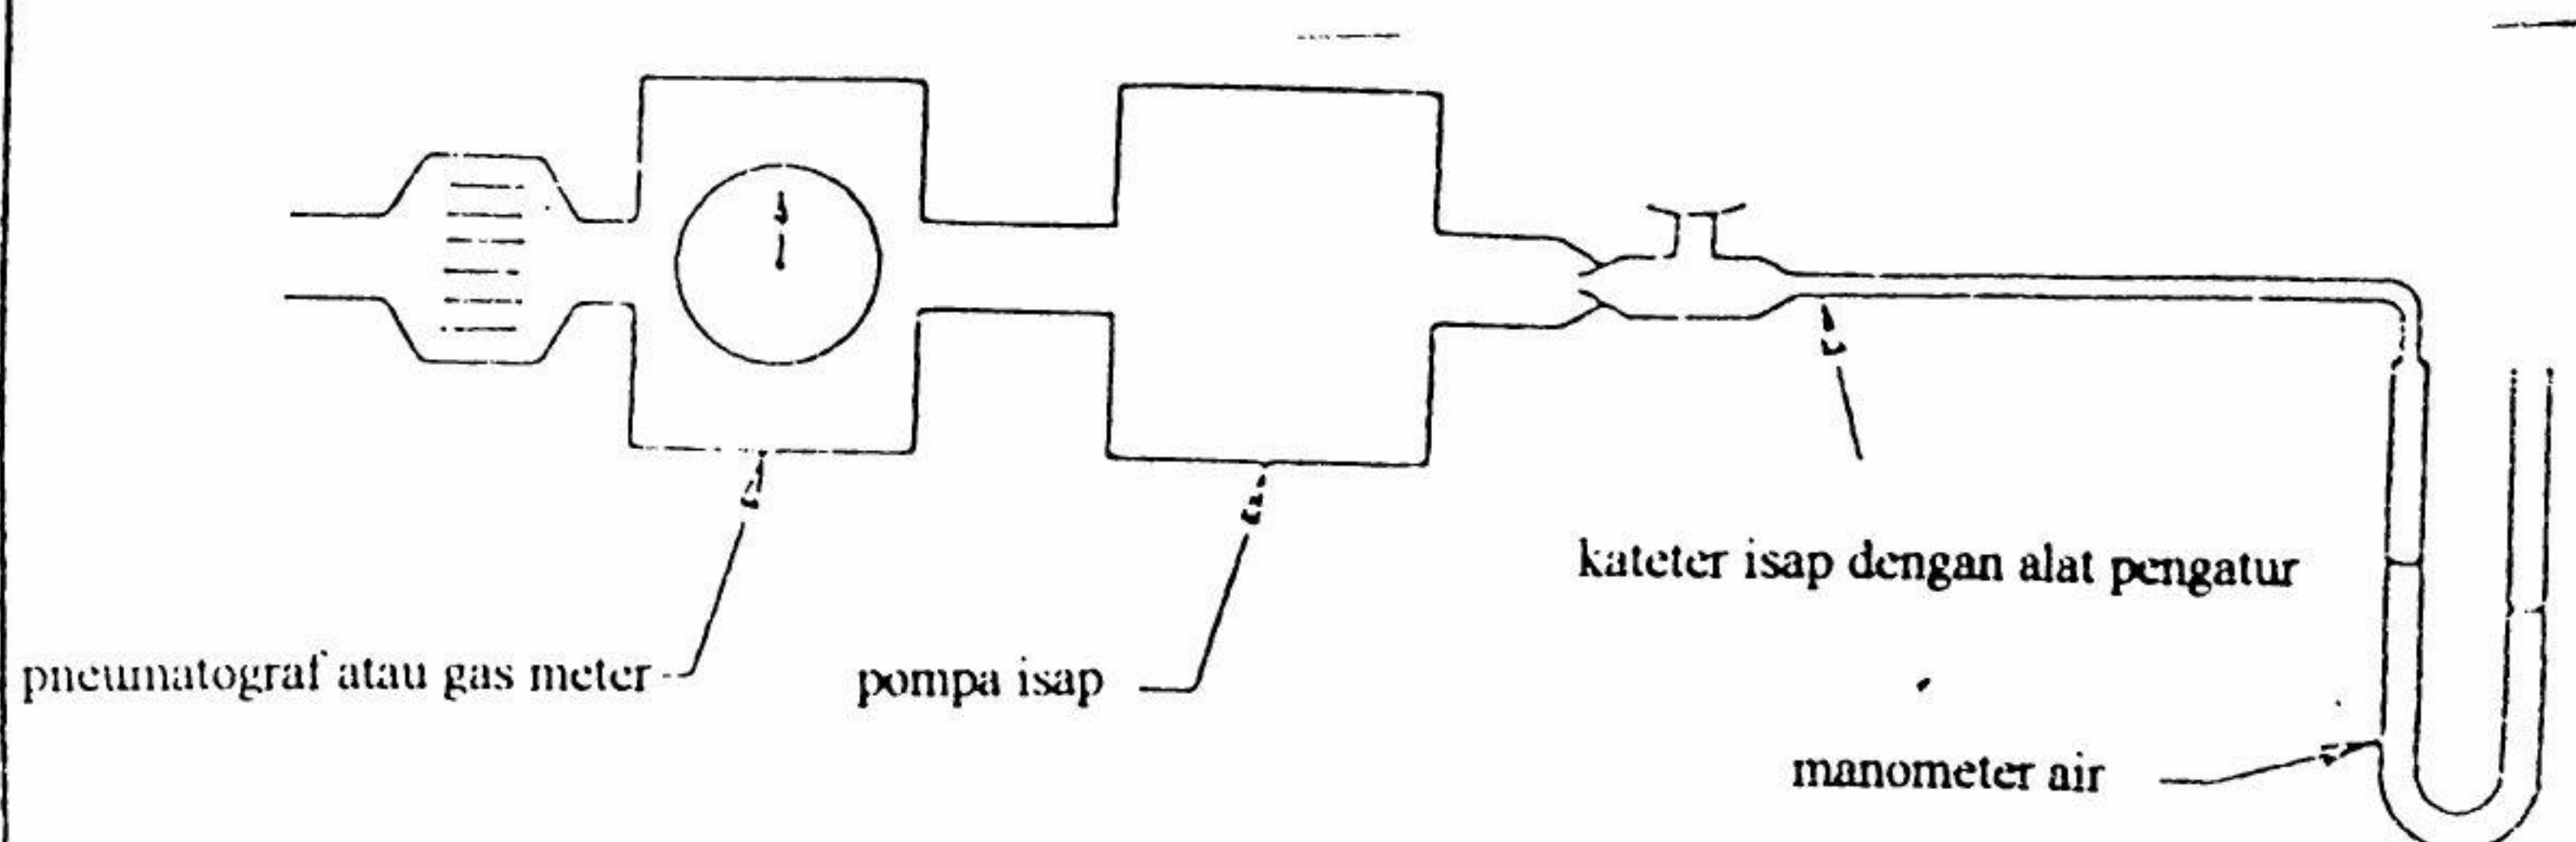 kateter isap dengan alat pengatur
pneumatograf atau gas meter
pompa isap
manometer air